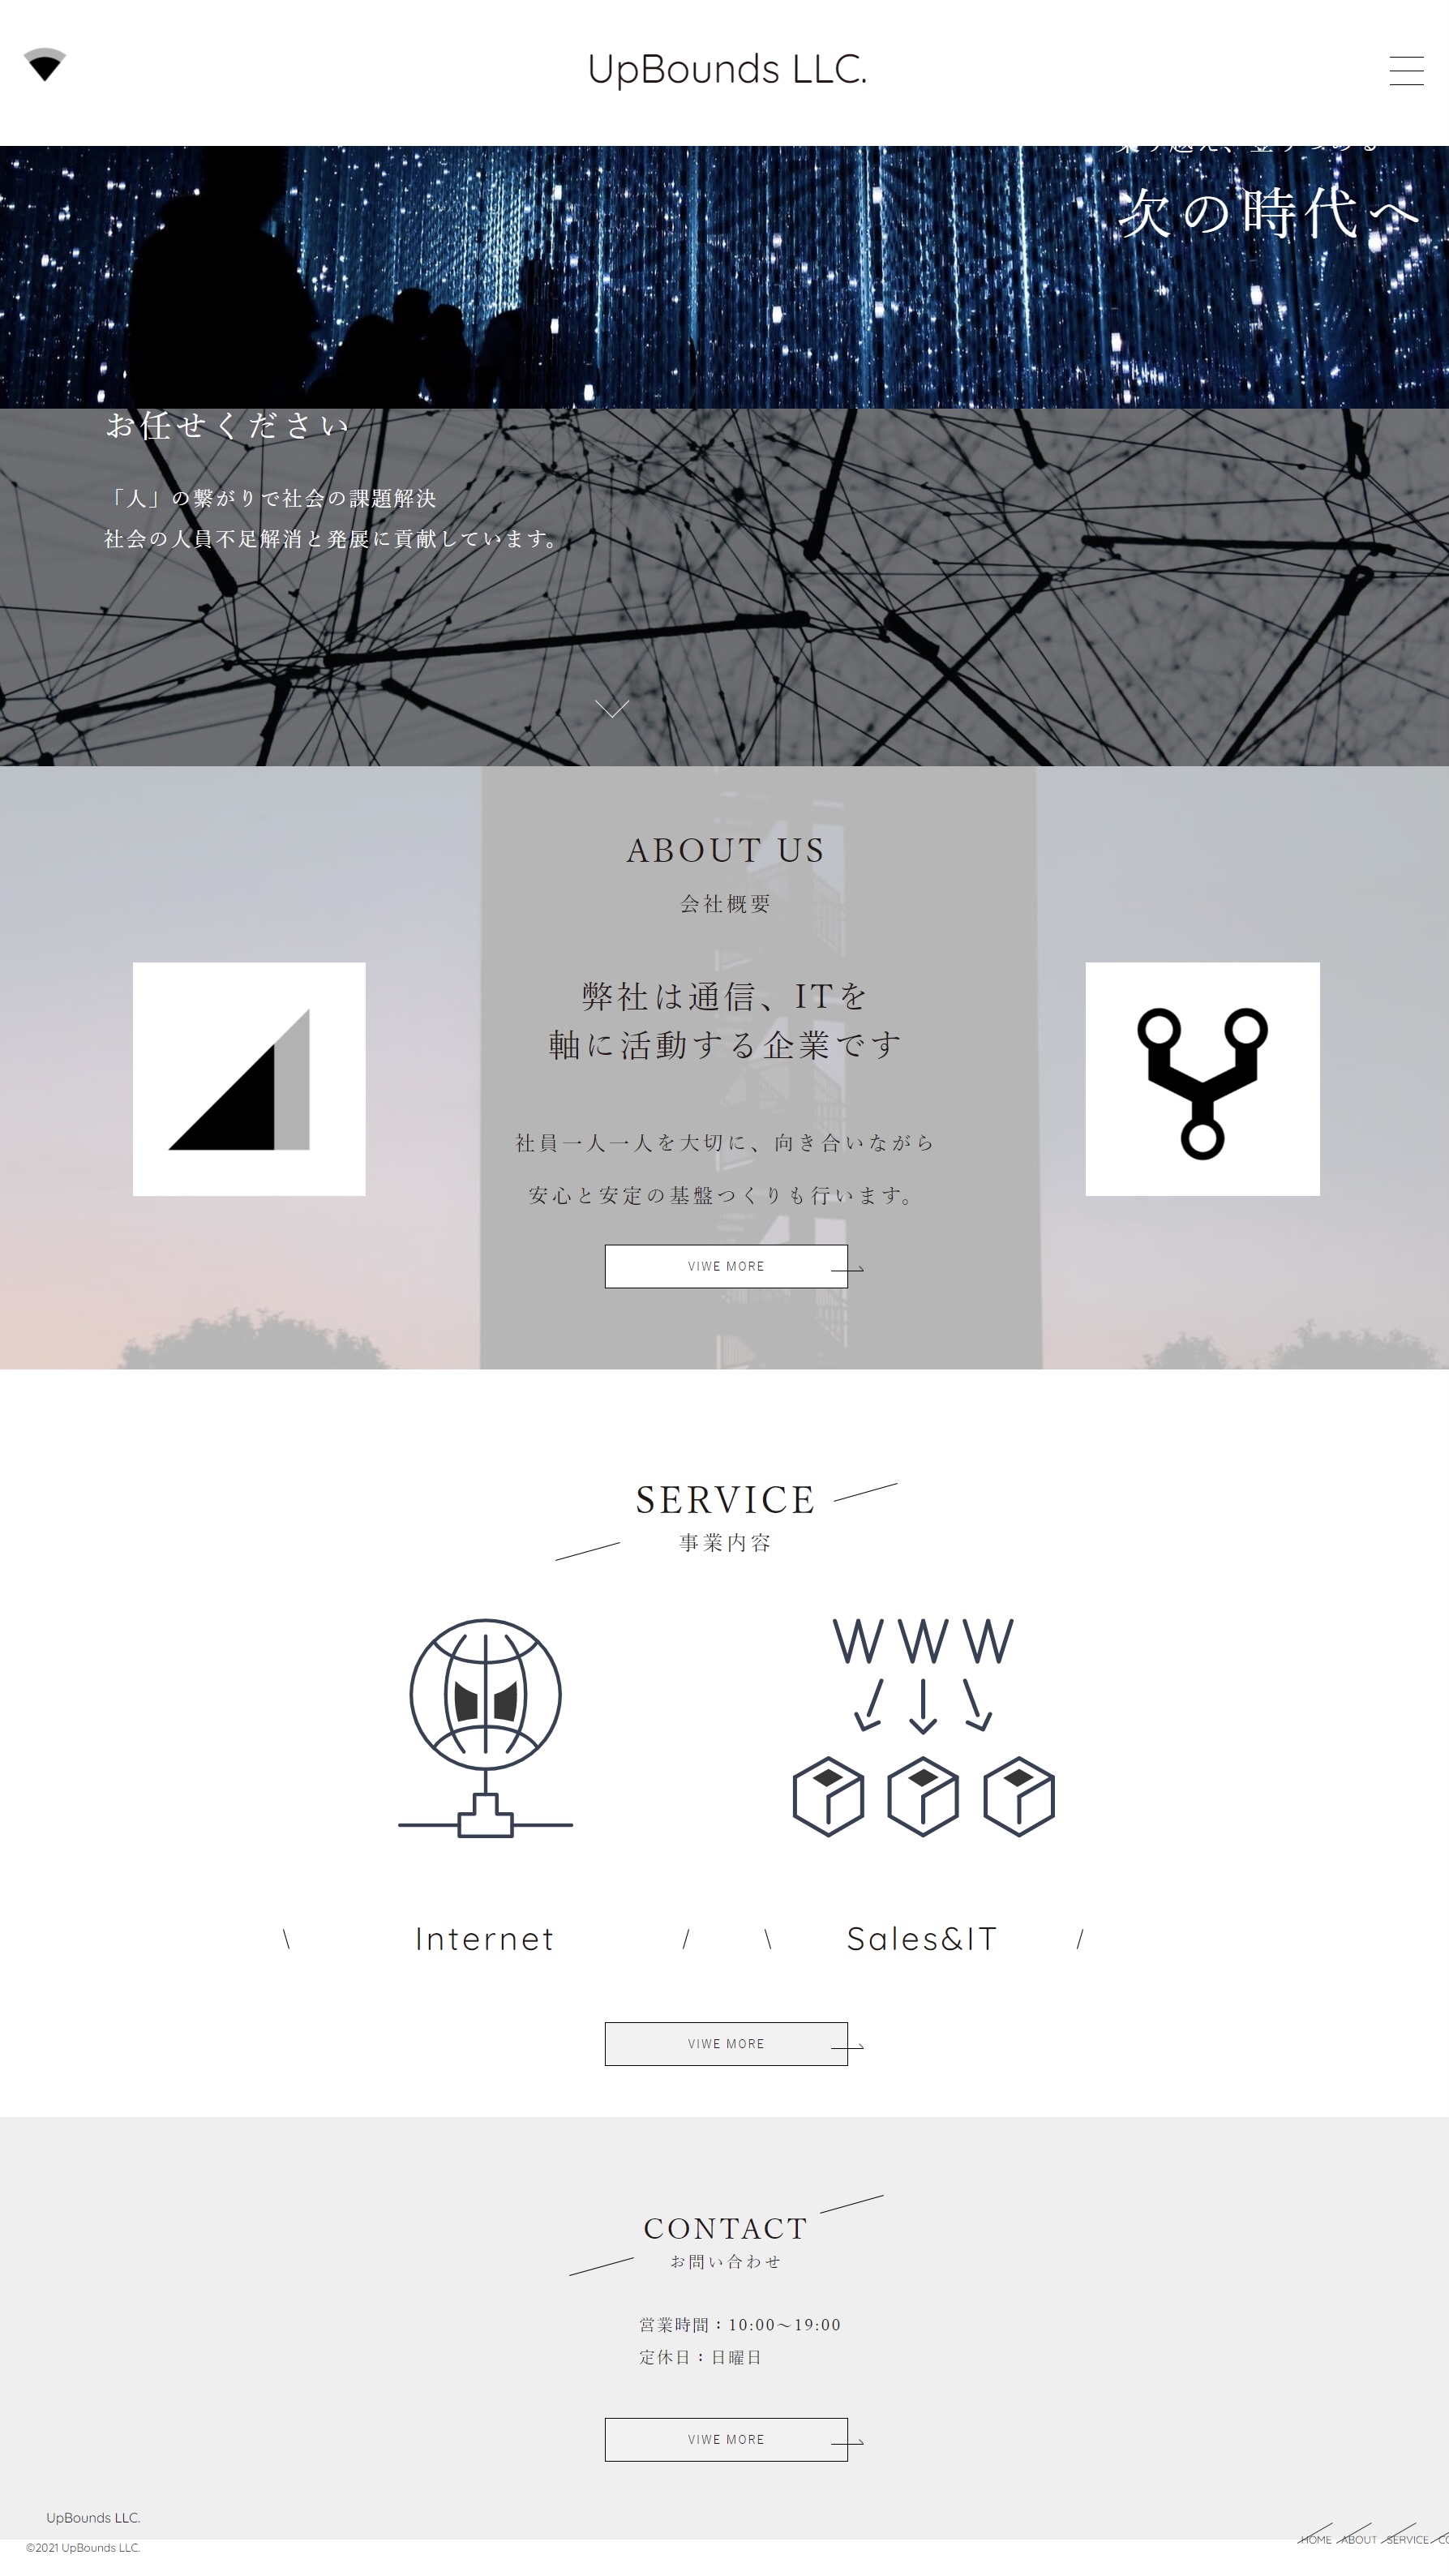 UpBounds LLC.
次の時代へ
お任せください
「人」の繋がりで社会の課題解決
社会の人員不足解消と発展に貢献しています。
ABOUT US
会社概要
弊社は通信、ITを
軸に活動する企業です
社員一人一人を大切に、向き合いながら
安心と安定の基盤つくりも行います。
VIWE MORE
SERVICE
事業内容
WWW
Internet
Sales&IT
VIWE MORE
CONTACT
お問い合わせ
営業時間：10:00〜19:00
定休日：日曜日
VIWE MORE
UpBounds LLC.
©2021 UpBounds LLC.
HOME ABOUT SERVICE